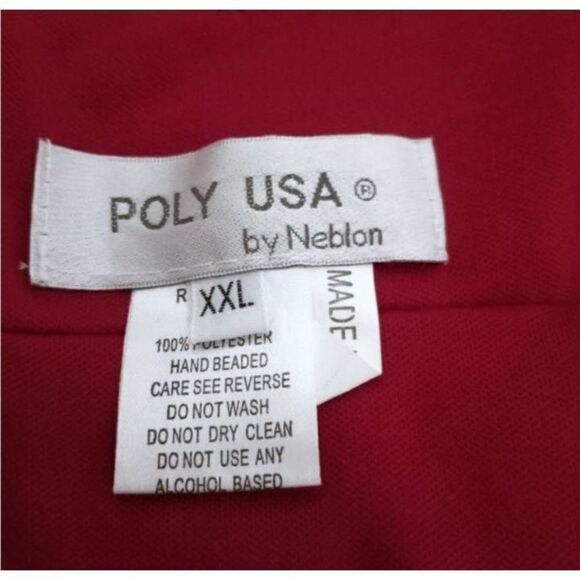 POLY USA ®
by Neblon
R XXL
MADE
100% POLYESTER
HAND BEADED
CARE SEE REVERSE
DO NOT WASH
DO NOT DRY CLEAN
DO NOT USE ANY
ALCOHOL BASED